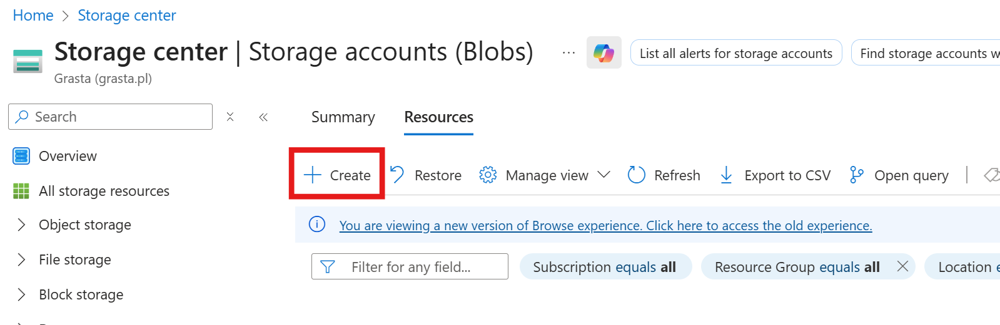 Home > Storage center
Storage center | Storage accounts (Blobs) ... List all alerts for storage accounts Find storage accounts w
Grasta (grasta.pl)
Search Summary Resources
Overview
Create Restore Manage view Refresh Export to CSV Open query
All storage resources
Object storage
You are viewing a new version of Browse experience. Click here to access the old experience.
File storage
Filter for any field... Subscription equals all Resource Group equals all Location e
Block storage